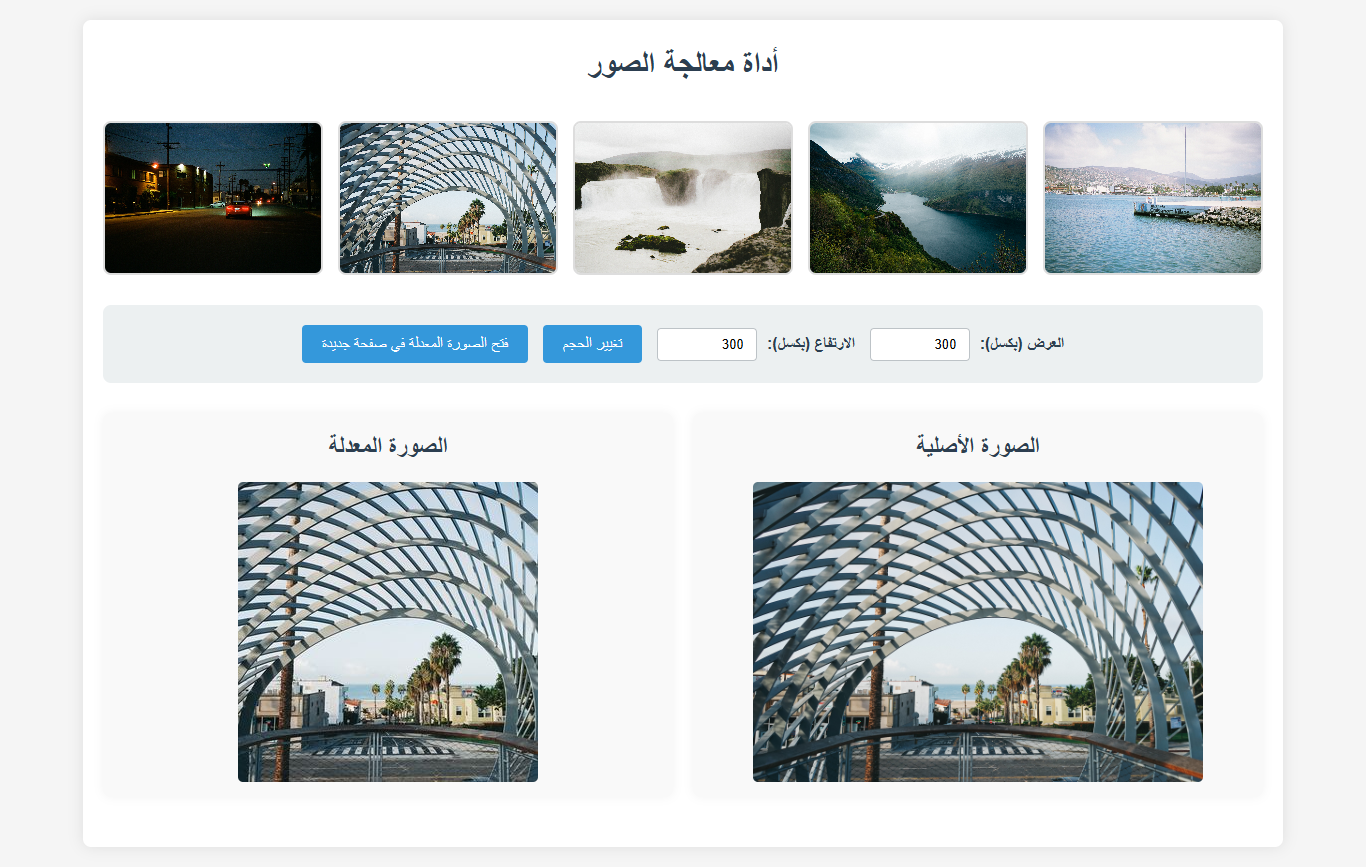 أداة معالجة الصور
العرض (بكسل): 300 الارتفاع (بكسل): 300 تغيير الحجم فتح الصورة المعدلة في صفحة جديدة
الصورة الأصلية
الصورة المعدلة